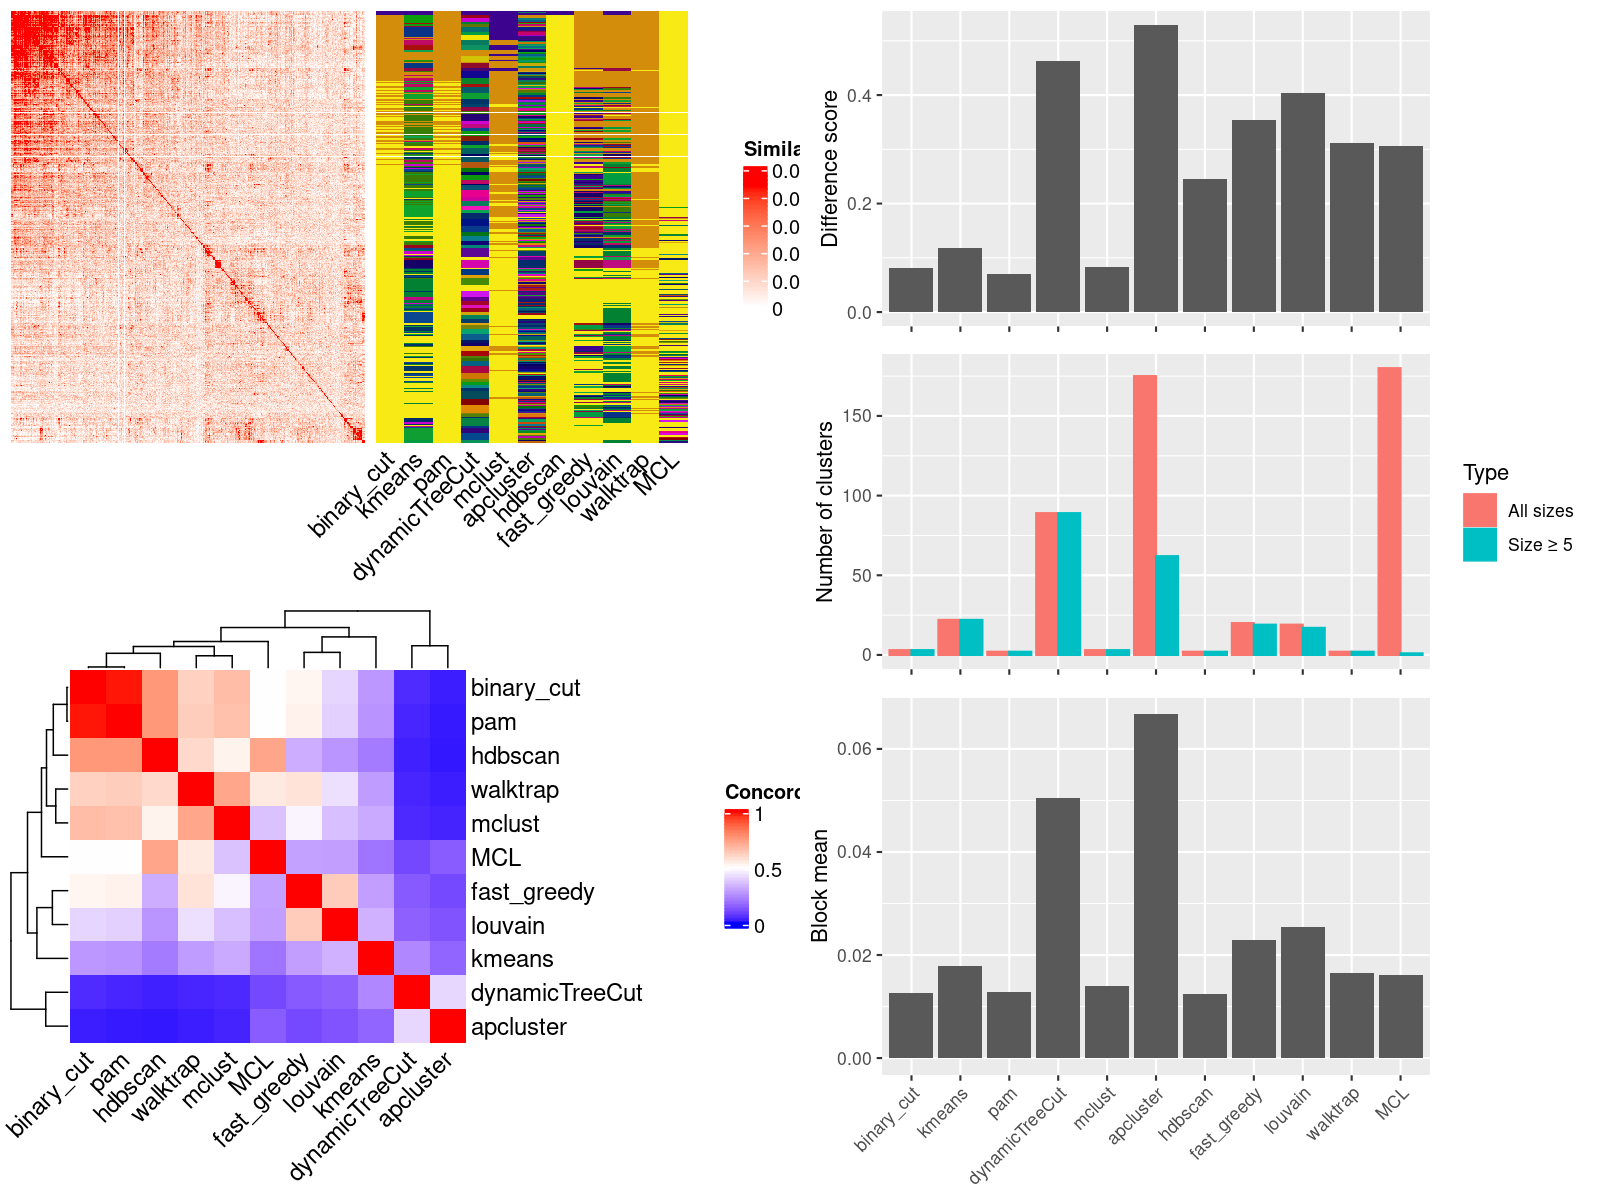 Simila
0.0
0.0
0.0
0.0
0.0
0
binary_cut
kmeans
pam
dynamicTreeCut
mclust
apcluster
hdbscan
fast_greedy
louvain
walktrap
MCL
binary_cut
pam
hdbscan
walktrap
mclust
MCL
fast_greedy
louvain
kmeans
dynamicTreeCut
apcluster
binary_cut
pam
hdbscan
walktrap
mclust
MCL
fast_greedy
louvain
kmeans
dynamicTreeCut
apcluster
Concord
1
0.5
0
Difference score
0.4
0.2
0.0
Number of clusters
150
100
50
0
Type
All sizes
Size ≥ 5
Block mean
0.06
0.04
0.02
0.00
binary_cut
kmeans
pam
dynamicTreeCut
mclust
apcluster
hdbscan
fast_greedy
louvain
walktrap
MCL